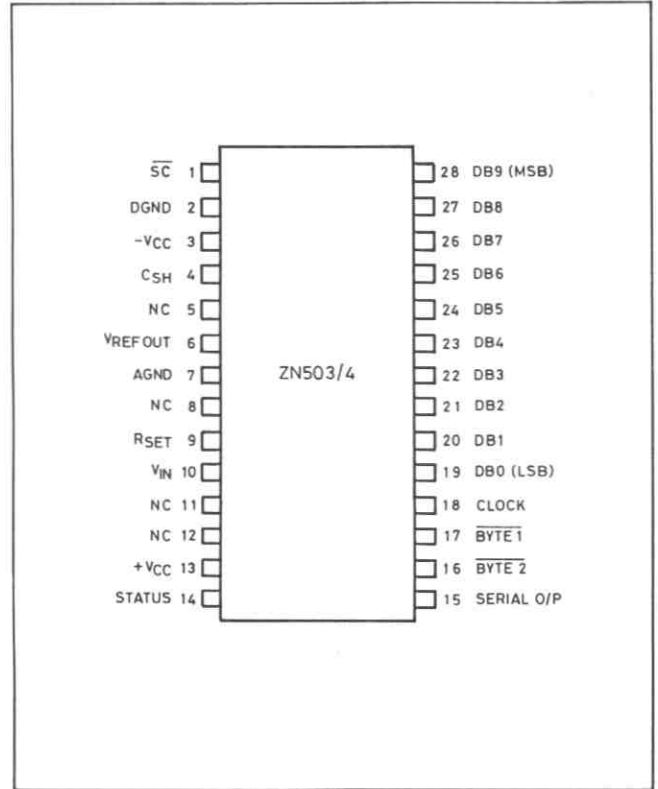 SC 1
DGND 2
-VCC 3
CSH 4
NC 5
VREFOUT 6
AGND 7
NC 8
RSET 9
VIN 10
NC 11
NC 12
+VCC 13
STATUS 14
ZN503/4
28 DB9 (MSB)
27 DB8
26 DB7
25 DB6
24 DB5
23 DB4
22 DB3
21 DB2
20 DB1
19 DB0 (LSB)
18 CLOCK
17 BYTE 1
16 BYTE 2
15 SERIAL O/P